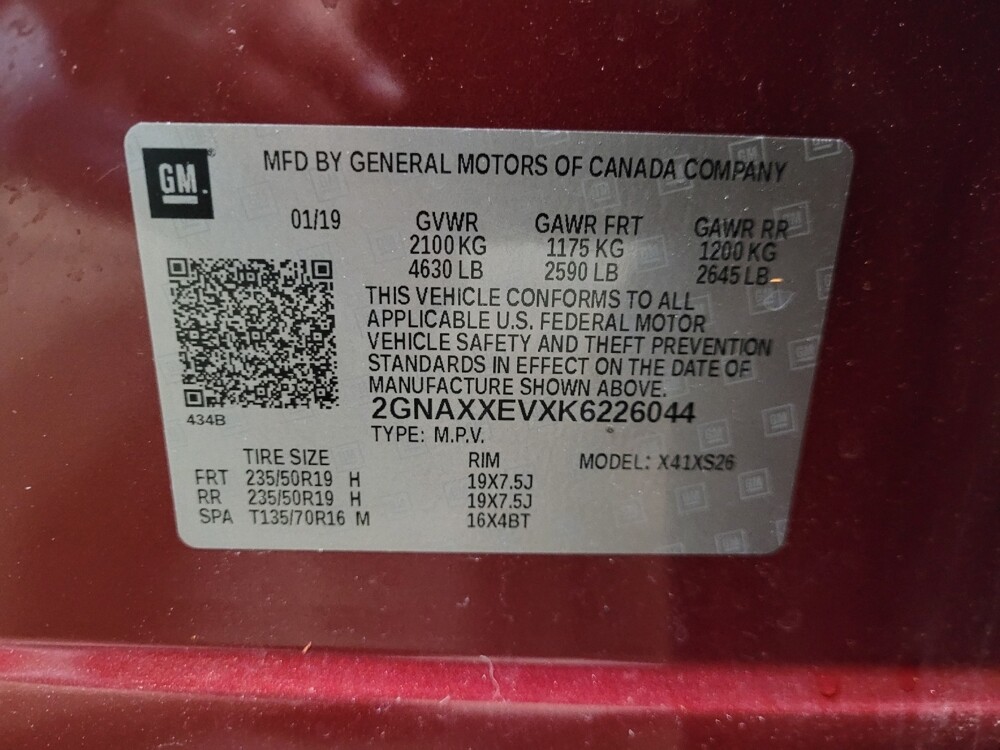 GM
MFD BY GENERAL MOTORS OF CANADA COMPANY
01/19 GVWR GAWR FRT GAWR RR
2100 KG 1175 KG 1200 KG
4630 LB 2590 LB 2645 LB
THIS VEHICLE CONFORMS TO ALL
APPLICABLE U.S. FEDERAL MOTOR
VEHICLE SAFETY AND THEFT PREVENTION
STANDARDS IN EFFECT ON THE DATE OF
MANUFACTURE SHOWN ABOVE.
434B
2GNAXXEVXK6226044
TYPE: M.P.V.
TIRE SIZE RIM MODEL: X41XS26
FRT 235/50R19 H 19X7.5J
RR 235/50R19 H 19X7.5J
SPA T135/70R16 M 16X4BT